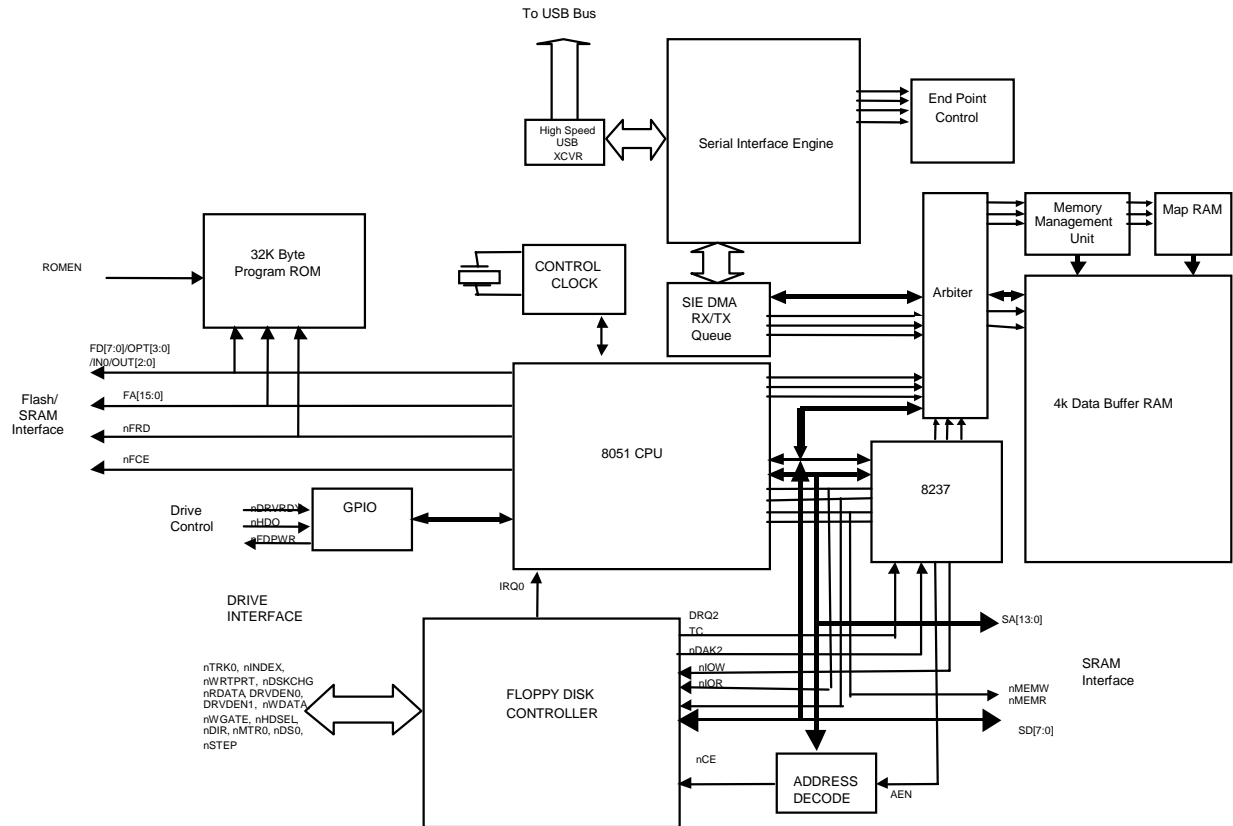 To USB Bus
High Speed
USB
XCVR
Serial Interface Engine
End Point
Control
32K Byte
Program ROM
ROMEN
CONTROL
CLOCK
SIE DMA
RX/TX
Queue
Arbiter
Memory
Management
Unit
Map RAM
4k Data Buffer RAM
FD[7:0]/OPT[3:0]
/IN0/OUT[2:0]
FA[15:0]
nFRD
nFCE
Flash/
SRAM
Interface
8051 CPU
8237
Drive
Control
nDRVRDY
nHDO
nFDPWR
GPIO
IRQ0
DRIVE
INTERFACE
nTRK0, nINDEX,
nWRTPRT, nDSKCHG
nRDATA, DRVDEN0,
DRVDEN1, nWDATA,
nWGATE, nHDSEL,
nDIR, nMTR0, nDS0,
nSTEP
FLOPPY DISK
CONTROLLER
DRQ2
TC
nDAK2
nIOW
nIOR
nCE
ADDRESS
DECODE
AEN
SA[13:0]
SRAM
Interface
nMEMW
nMEMR
SD[7:0]